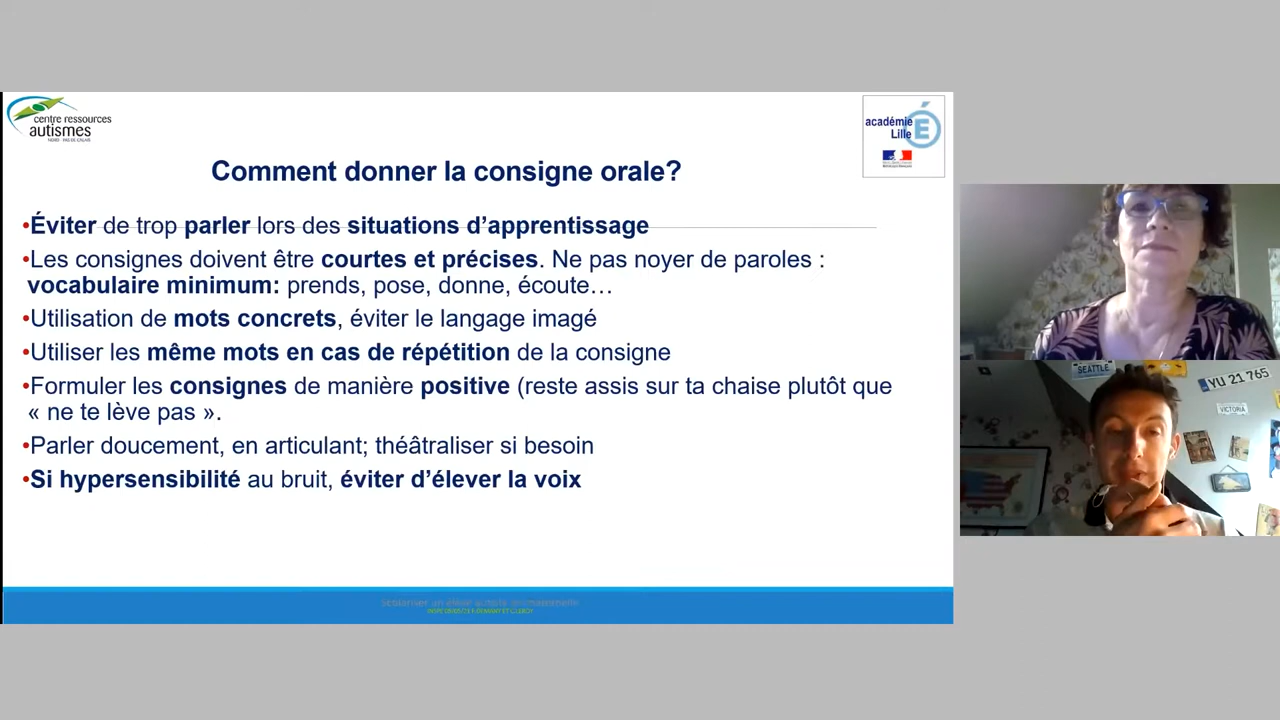 centre ressources
autismes
NORD - PAS DE CALAIS
académie
Lille
Comment donner la consigne orale?
•Éviter de trop parler lors des situations d’apprentissage
•Les consignes doivent être courtes et précises. Ne pas noyer de paroles :
vocabulaire minimum: prends, pose, donne, écoute…
•Utilisation de mots concrets, éviter le langage imagé
•Utiliser les même mots en cas de répétition de la consigne
•Formuler les consignes de manière positive (reste assis sur ta chaise plutôt que
« ne te lève pas ».
•Parler doucement, en articulant; théâtraliser si besoin
•Si hypersensibilité au bruit, éviter d’élever la voix
SEATTLE
YU 21 765
VICTORIA